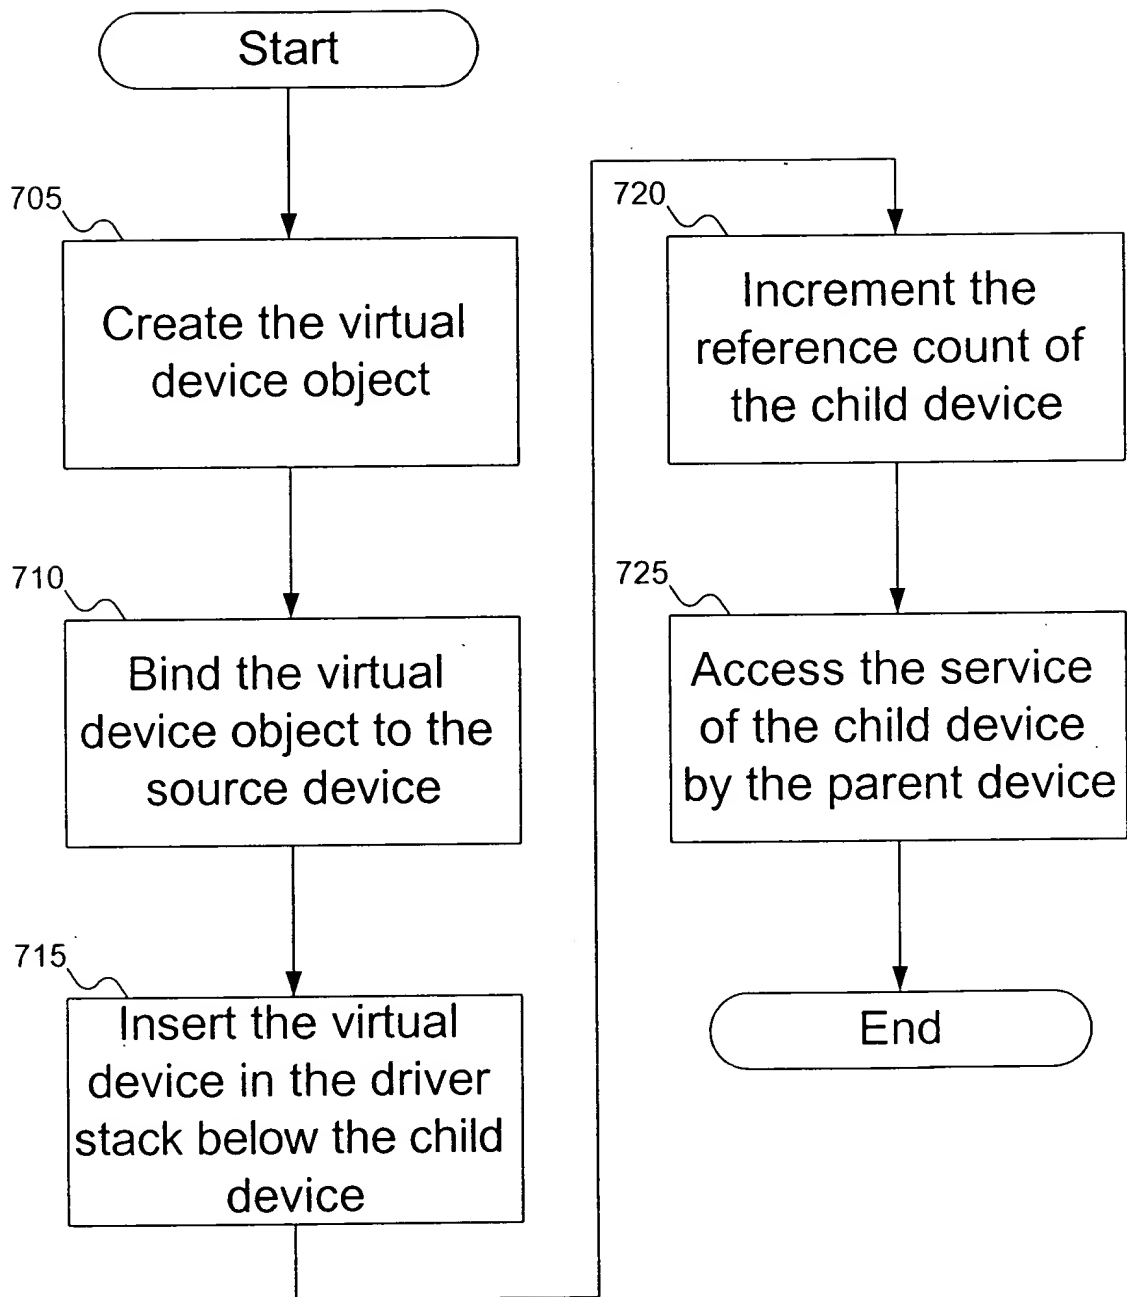 Start
705
Create the virtual
device object
710
Bind the virtual
device object to the
source device
715
Insert the virtual
device in the driver
stack below the child
device
720
Increment the
reference count of
the child device
725
Access the service
of the child device
by the parent device
End